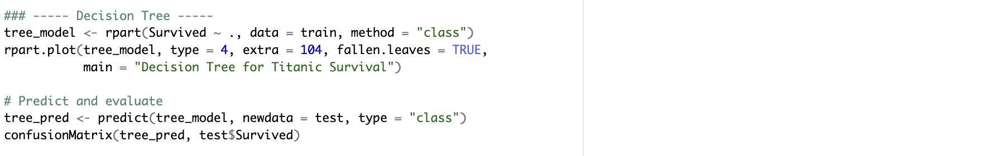 ### ----- Decision Tree -----
tree_model <- rpart(Survived ~ ., data = train, method = "class")
rpart.plot(tree_model, type = 4, extra = 104, fallen.leaves = TRUE,
           main = "Decision Tree for Titanic Survival")

# Predict and evaluate
tree_pred <- predict(tree_model, newdata = test, type = "class")
confusionMatrix(tree_pred, test$Survived)